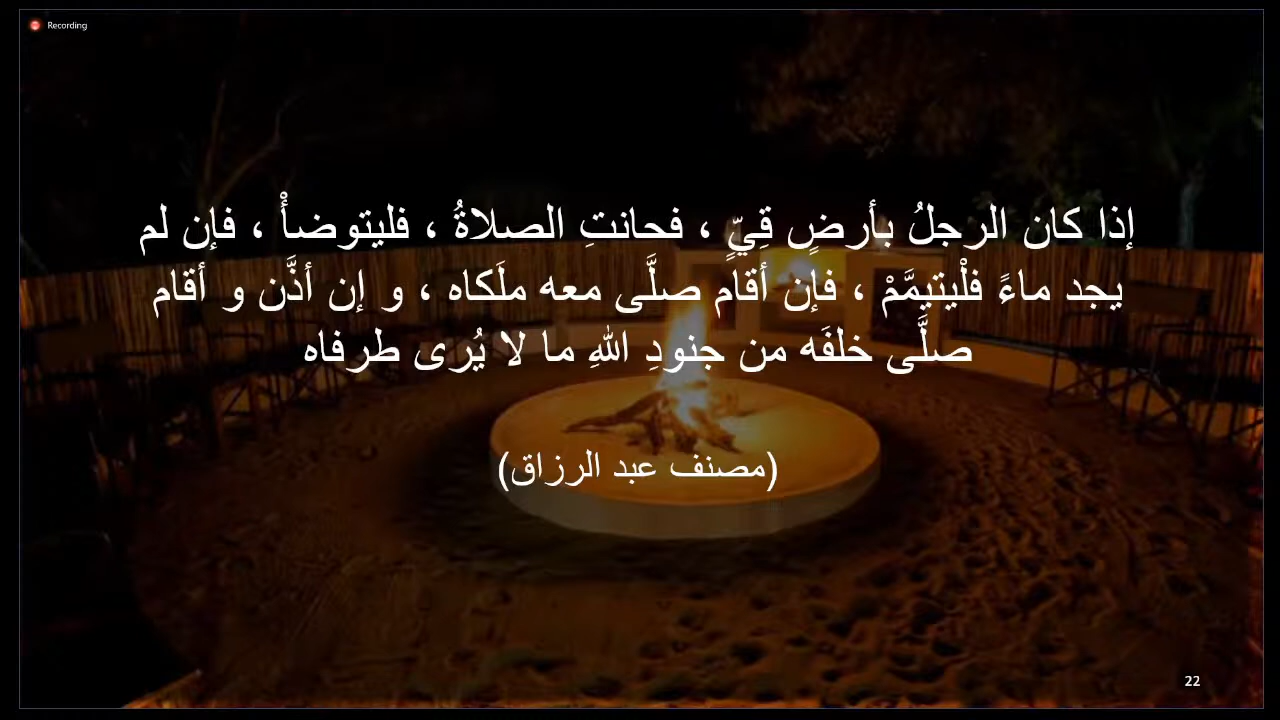 Recording
إذا كان الرجلُ بأرضٍ قِيٍّ ، فحانتِ الصلاةُ ، فليتوضأْ ، فإن لم
يجد ماءً فلْيتيمَّمْ ، فإن أقام صلَّى معه ملَكاه ، و إن أذَّن و أقام
صلَّى خلفَه من جنودِ اللهِ ما لا يُرى طرفاه
(مصنف عبد الرزاق)
22